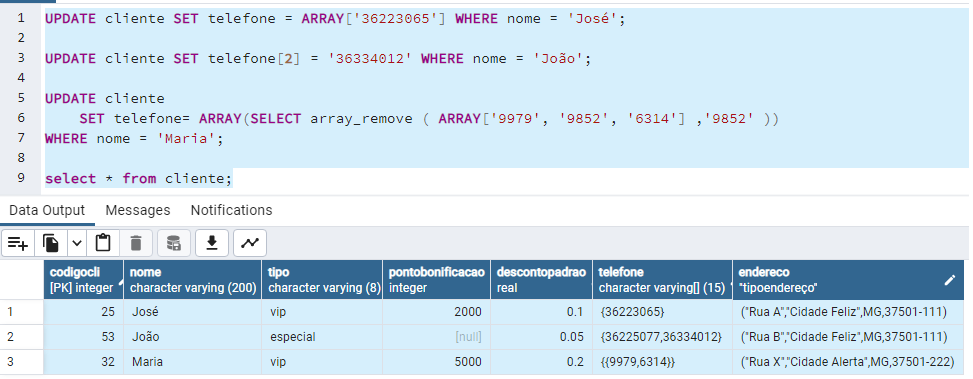 1 UPDATE cliente SET telefone = ARRAY['36223065'] WHERE nome = 'José';
2
3 UPDATE cliente SET telefone[2] = '36334012' WHERE nome = 'João';
4
5 UPDATE cliente
6 SET telefone= ARRAY(SELECT array_remove ( ARRAY['9979', '9852', '6314'] ,'9852' ))
7 WHERE nome = 'Maria';
8
9 select * from cliente;
Data Output Messages Notifications
codigocli nome tipo pontobonificacao descontopadrao telefone endereco
[PK] integer character varying (200) character varying (8) integer real character varying[] (15) "tipoendereço"
1 25 José vip 2000 0.1 {36223065} ("Rua A","Cidade Feliz",MG,37501-111)
2 53 João especial [null] 0.05 {36225077,36334012} ("Rua B","Cidade Feliz",MG,37501-111)
3 32 Maria vip 5000 0.2 {{9979,6314}} ("Rua X","Cidade Alerta",MG,37501-222)